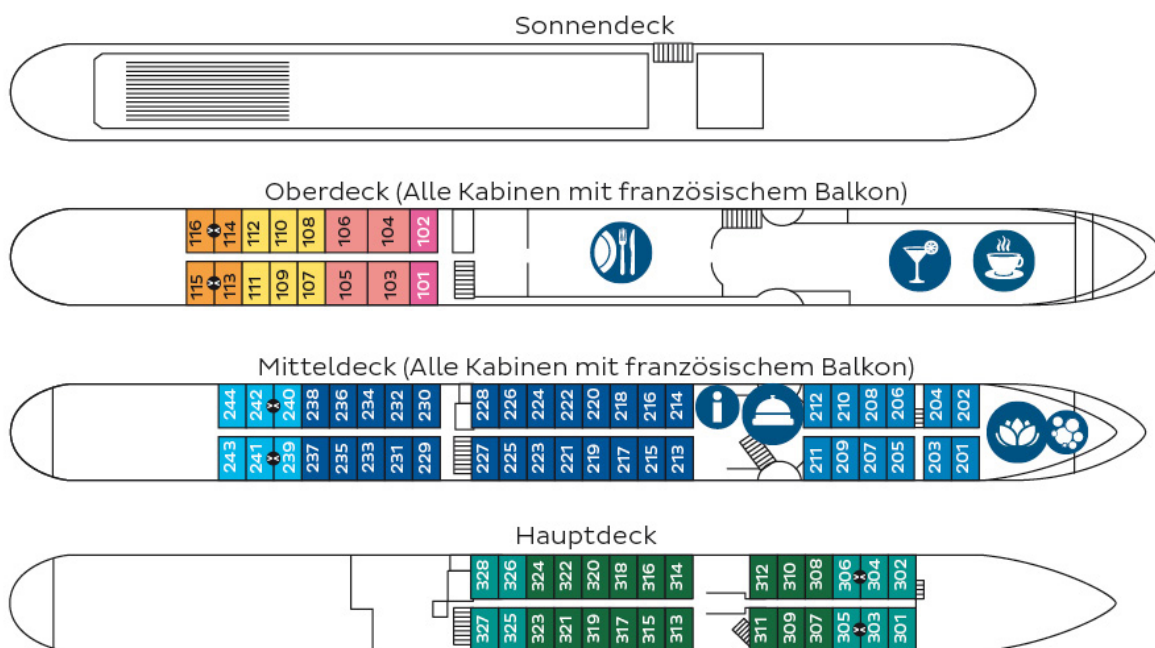 Sonnendeck
Oberdeck (Alle Kabinen mit französischem Balkon)
116 114 112 110 108 106 104 102
115 113 111 109 107 105 103 101
Mitteldeck (Alle Kabinen mit französischem Balkon)
244 242 240 238 236 234 232 230 228 226 224 222 220 218 216 214 i 212 210 208 206 204 202
243 241 239 237 235 233 231 229 227 225 223 221 219 217 215 213 211 209 207 205 203 201
Hauptdeck
328 326 324 322 320 318 316 314 312 310 308 306 304 302
327 325 323 321 319 317 315 313 311 309 307 305 303 301